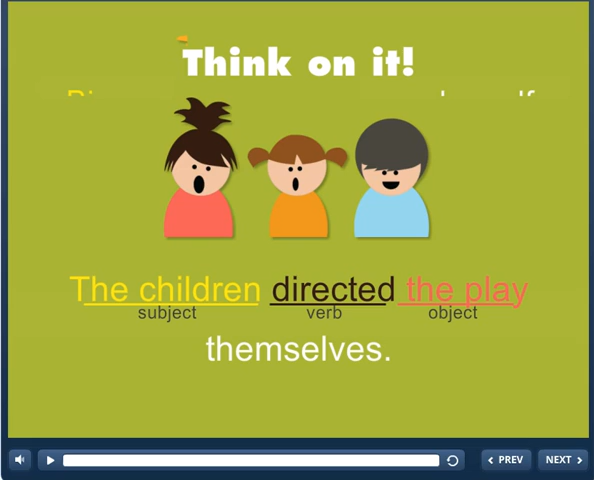 Think on it!
The children directed the play
subject verb object
themselves.
PREV NEXT